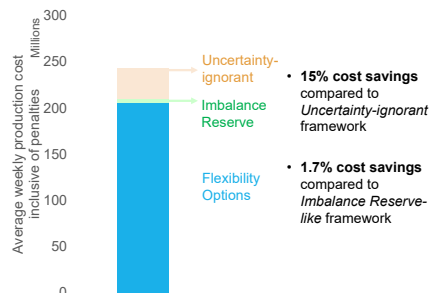 Average weekly production cost
inclusive of penalties
Millions
300
250
200
150
100
50
0
Uncertainty-
ignorant
Imbalance
Reserve
Flexibility
Options
• 15% cost savings
compared to
Uncertainty-ignorant
framework
• 1.7% cost savings
compared to
Imbalance Reserve-
like framework